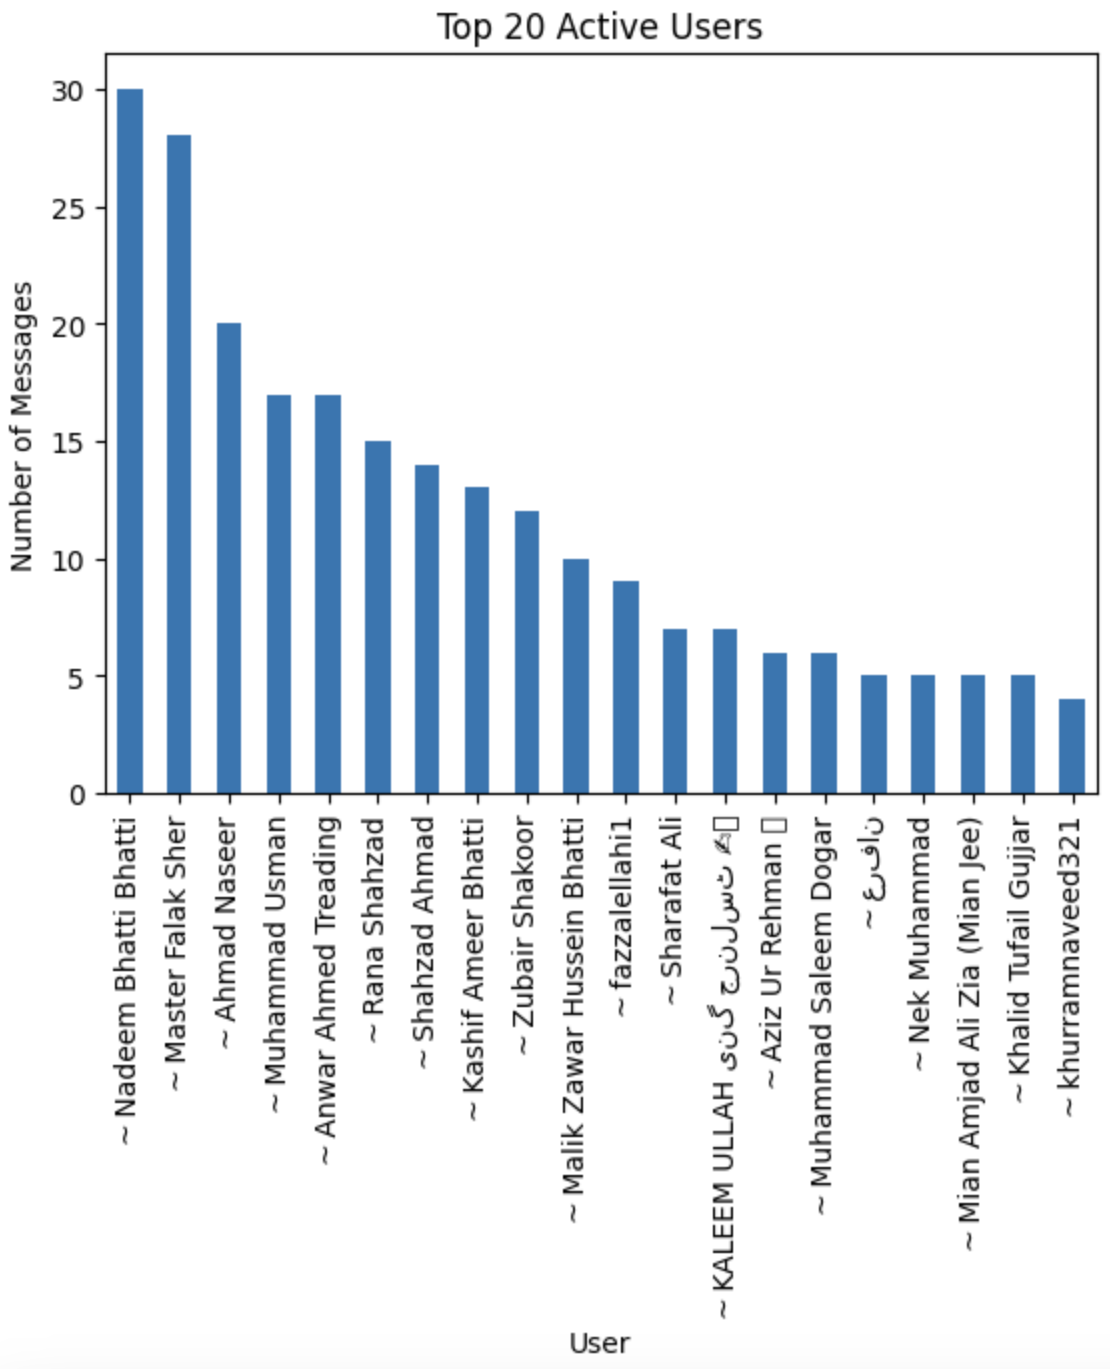 Top 20 Active Users
Number of Messages
30
25
20
15
10
5
0
~ Nadeem Bhatti Bhatti
~ Master Falak Sher
~ Ahmad Naseer
~ Muhammad Usman
~ Anwar Ahmed Treading
~ Rana Shahzad
~ Shahzad Ahmad
~ Kashif Ameer Bhatti
~ Zubair Shakoor
~ Malik Zawar Hussein Bhatti
~ fazzalellahi1
~ Sharafat Ali
~ KALEEM ULLAH ینگ جرنلسٹ ✍
~ Aziz Ur Rehman
~ Muhammad Saleem Dogar
~ عرفان
~ Nek Muhammad
~ Mian Amjad Ali Zia (Mian Jee)
~ Khalid Tufail Gujjar
~ khurramnaveed321
User